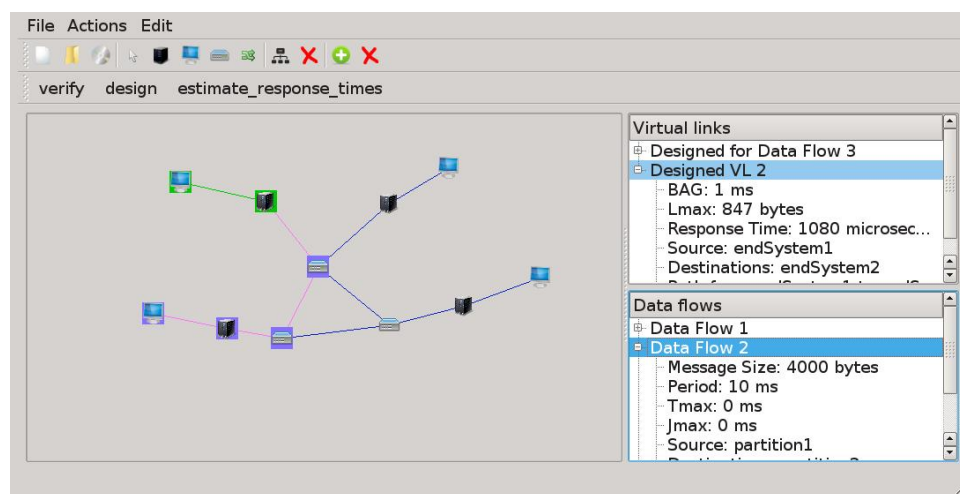 File Actions Edit
verify design estimate_response_times
Virtual links
Designed for Data Flow 3
Designed VL 2
BAG: 1 ms
Lmax: 847 bytes
Response Time: 1080 microsec...
Source: endSystem1
Destinations: endSystem2
Data flows
Data Flow 1
Data Flow 2
Message Size: 4000 bytes
Period: 10 ms
Tmax: 0 ms
Jmax: 0 ms
Source: partition1